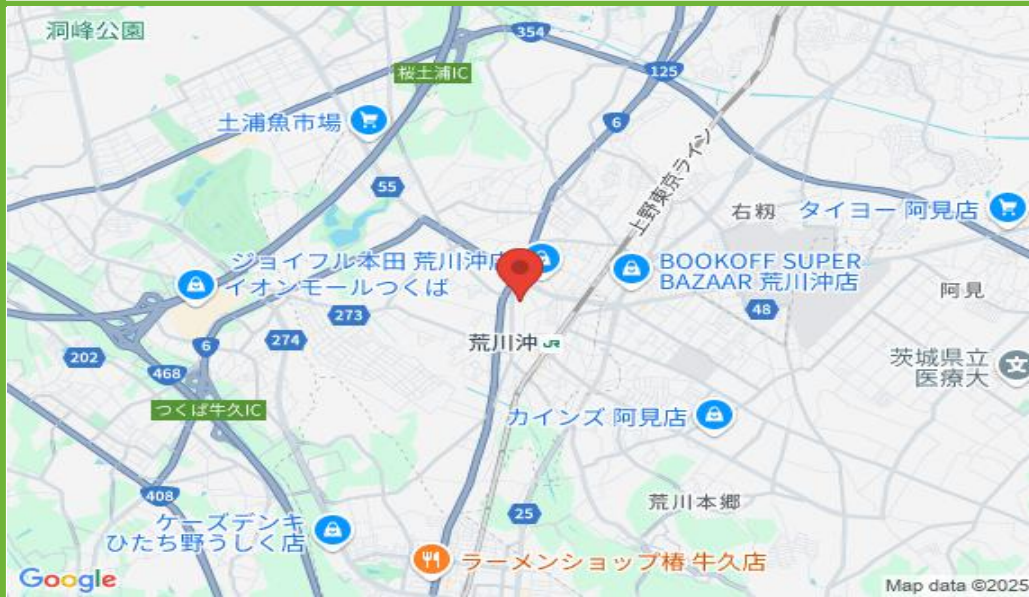 洞峰公園
354
桜土浦IC
125
土浦魚市場
6
55
上野東京ライン
右籾
タイヨー 阿見店
ジョイフル本田 荒川沖店
イオンモールつくば
BOOKOFF SUPER
BAZAAR 荒川沖店
阿見
273
48
荒川沖 JR
274
6
202
茨城県立
医療大
468
つくば牛久IC
カインズ 阿見店
408
25
荒川本郷
ケーズデンキ
ひたち野うしく店
ラーメンショップ椿 牛久店
Google
Map data ©2025